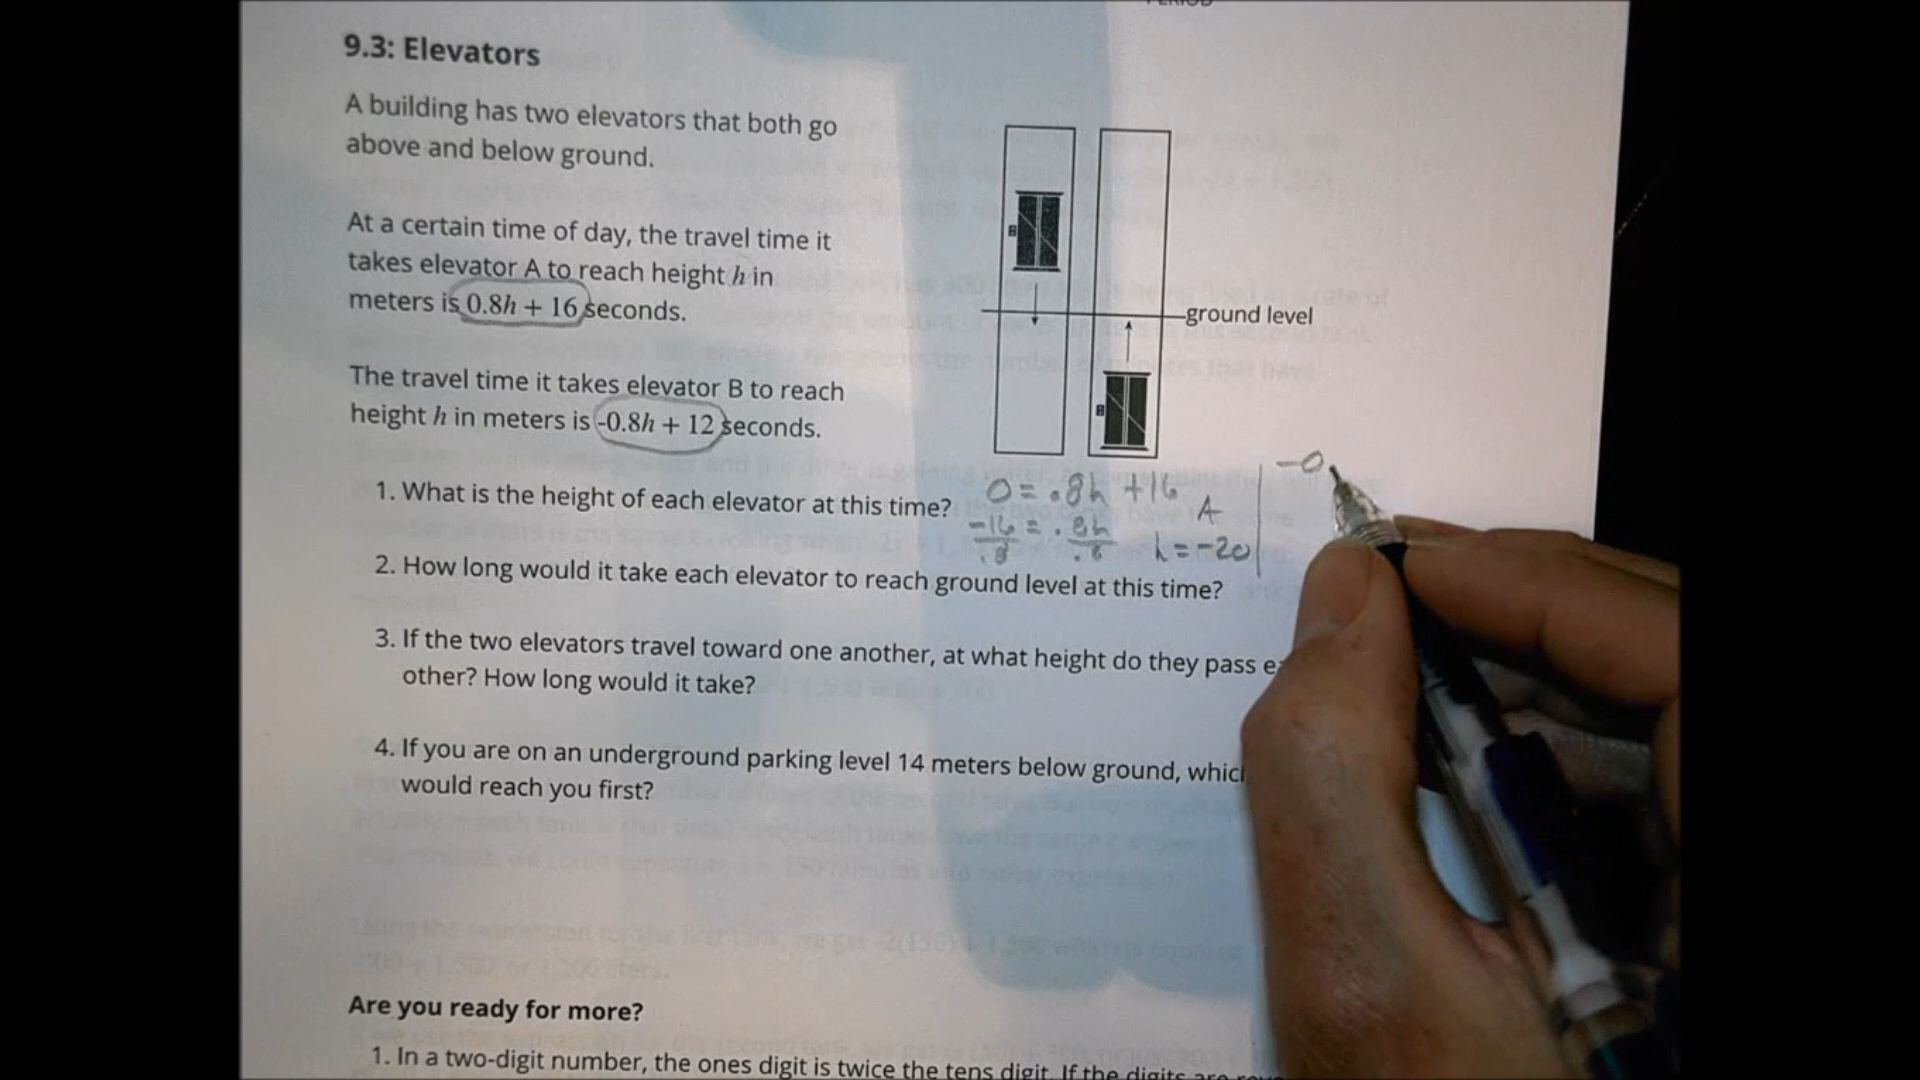 9.3: Elevators
A building has two elevators that both go
above and below ground.
At a certain time of day, the travel time it
takes elevator A to reach height h in
meters is 0.8h + 16 seconds.
ground level
The travel time it takes elevator B to reach
height h in meters is -0.8h + 12 seconds.
1. What is the height of each elevator at this time?
0 = .8h +16
-16 = .8h
.8 .8
A
h = -20
-0
2. How long would it take each elevator to reach ground level at this time?
3. If the two elevators travel toward one another, at what height do they pass
other? How long would it take?
4. If you are on an underground parking level 14 meters below ground,
would reach you first?
Are you ready for more?
1. In a two-digit number, the ones digit is twice the tens digit. If the digits are